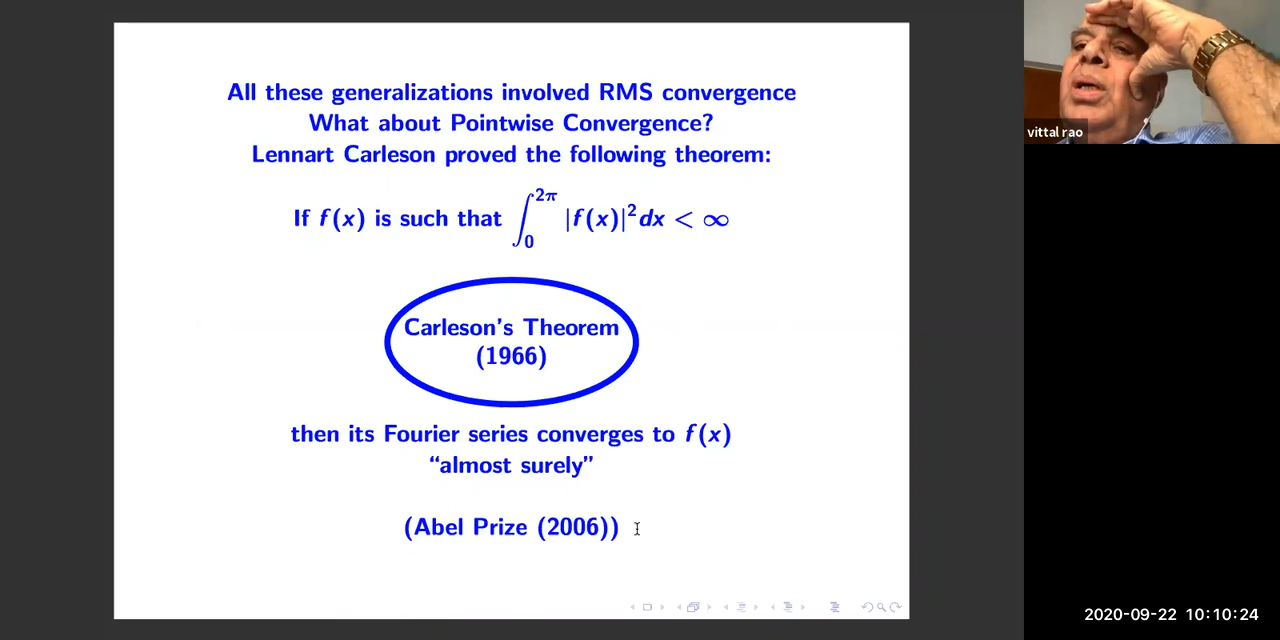 All these generalizations involved RMS convergence
What about Pointwise Convergence?
Lennart Carleson proved the following theorem:
If f(x) is such that ∫₀^{2π} |f(x)|² dx < ∞
Carleson's Theorem
(1966)
then its Fourier series converges to f(x)
“almost surely”
(Abel Prize (2006))
vittal rao
2020-09-22 10:10:24